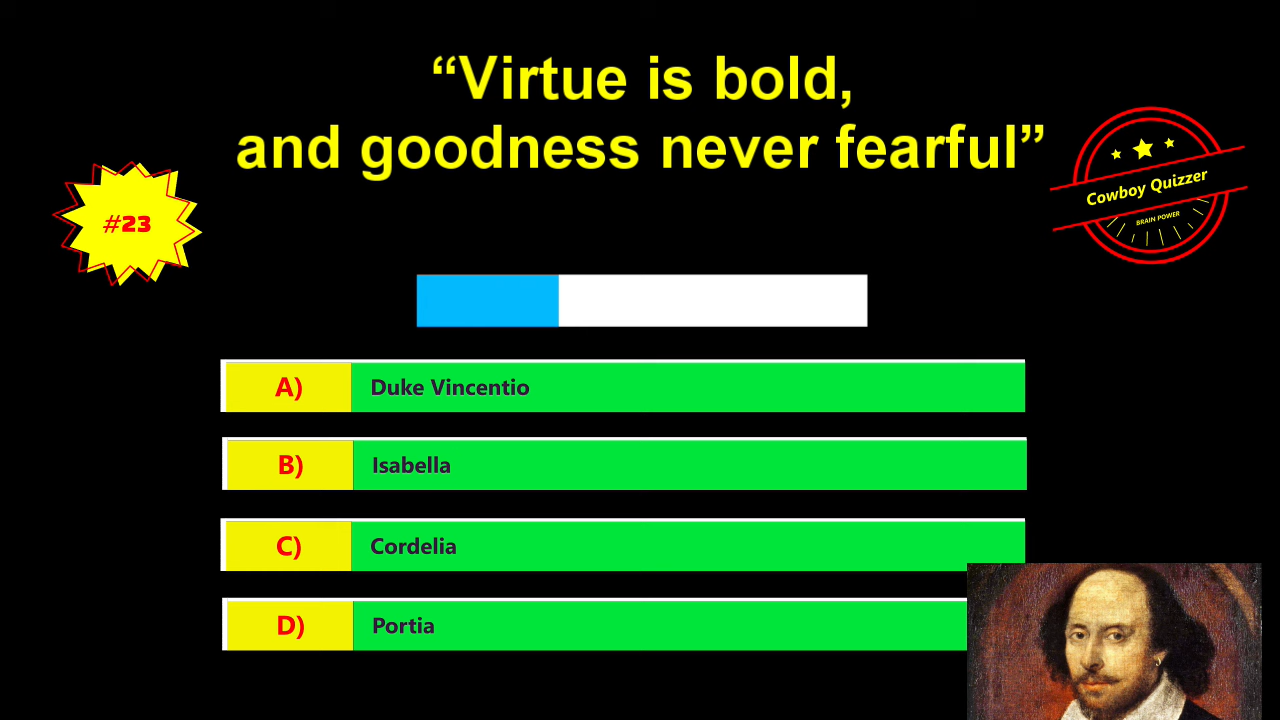 “Virtue is bold,
and goodness never fearful”
#23
Cowboy Quizzer
BRAIN POWER
A) Duke Vincentio
B) Isabella
C) Cordelia
D) Portia